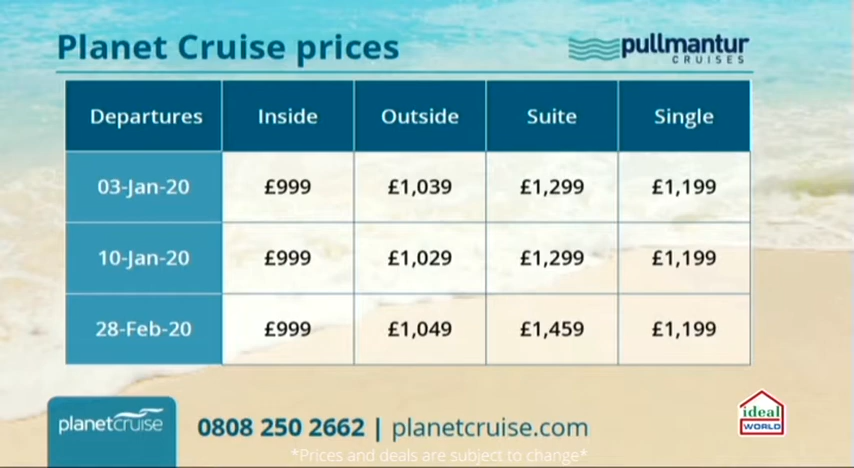 Planet Cruise prices
pullmantur
CRUISES
Departures Inside Outside Suite Single
03-Jan-20 £999 £1,039 £1,299 £1,199
10-Jan-20 £999 £1,029 £1,299 £1,199
28-Feb-20 £999 £1,049 £1,459 £1,199
planetcruise
0808 250 2662 | planetcruise.com
*Prices and deals are subject to change*
ideal
WORLD